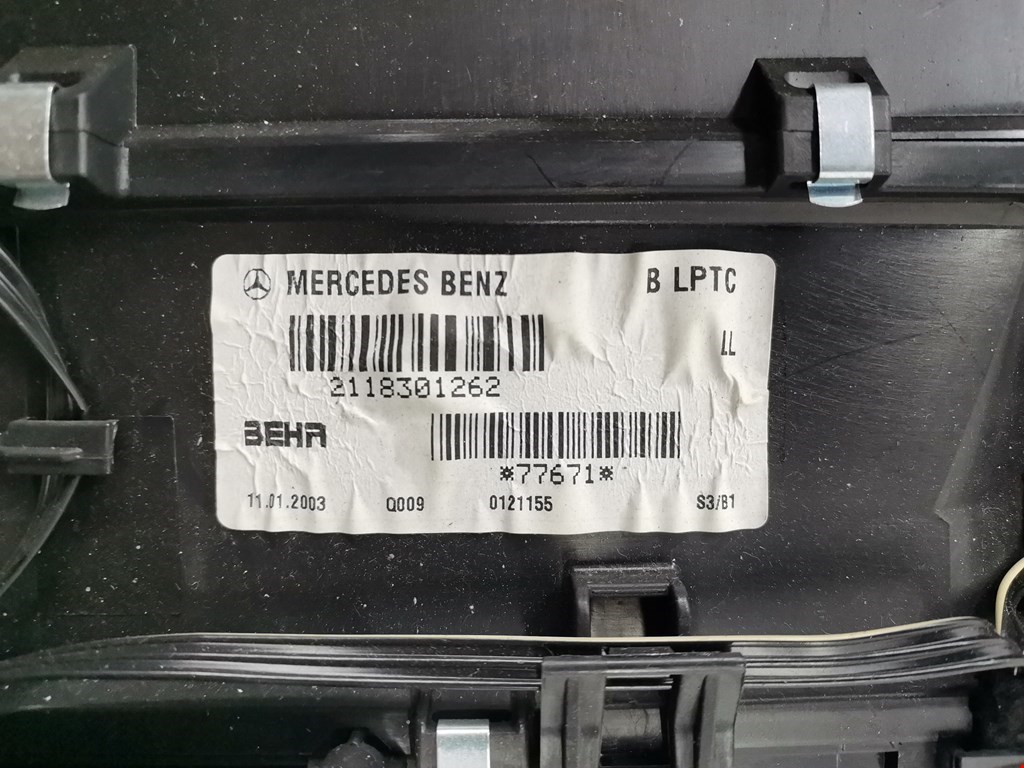 MERCEDES BENZ B LPTC
LL
2118301262
BEHR
*77671*
11.01.2003 Q009 0121155 S3/B1